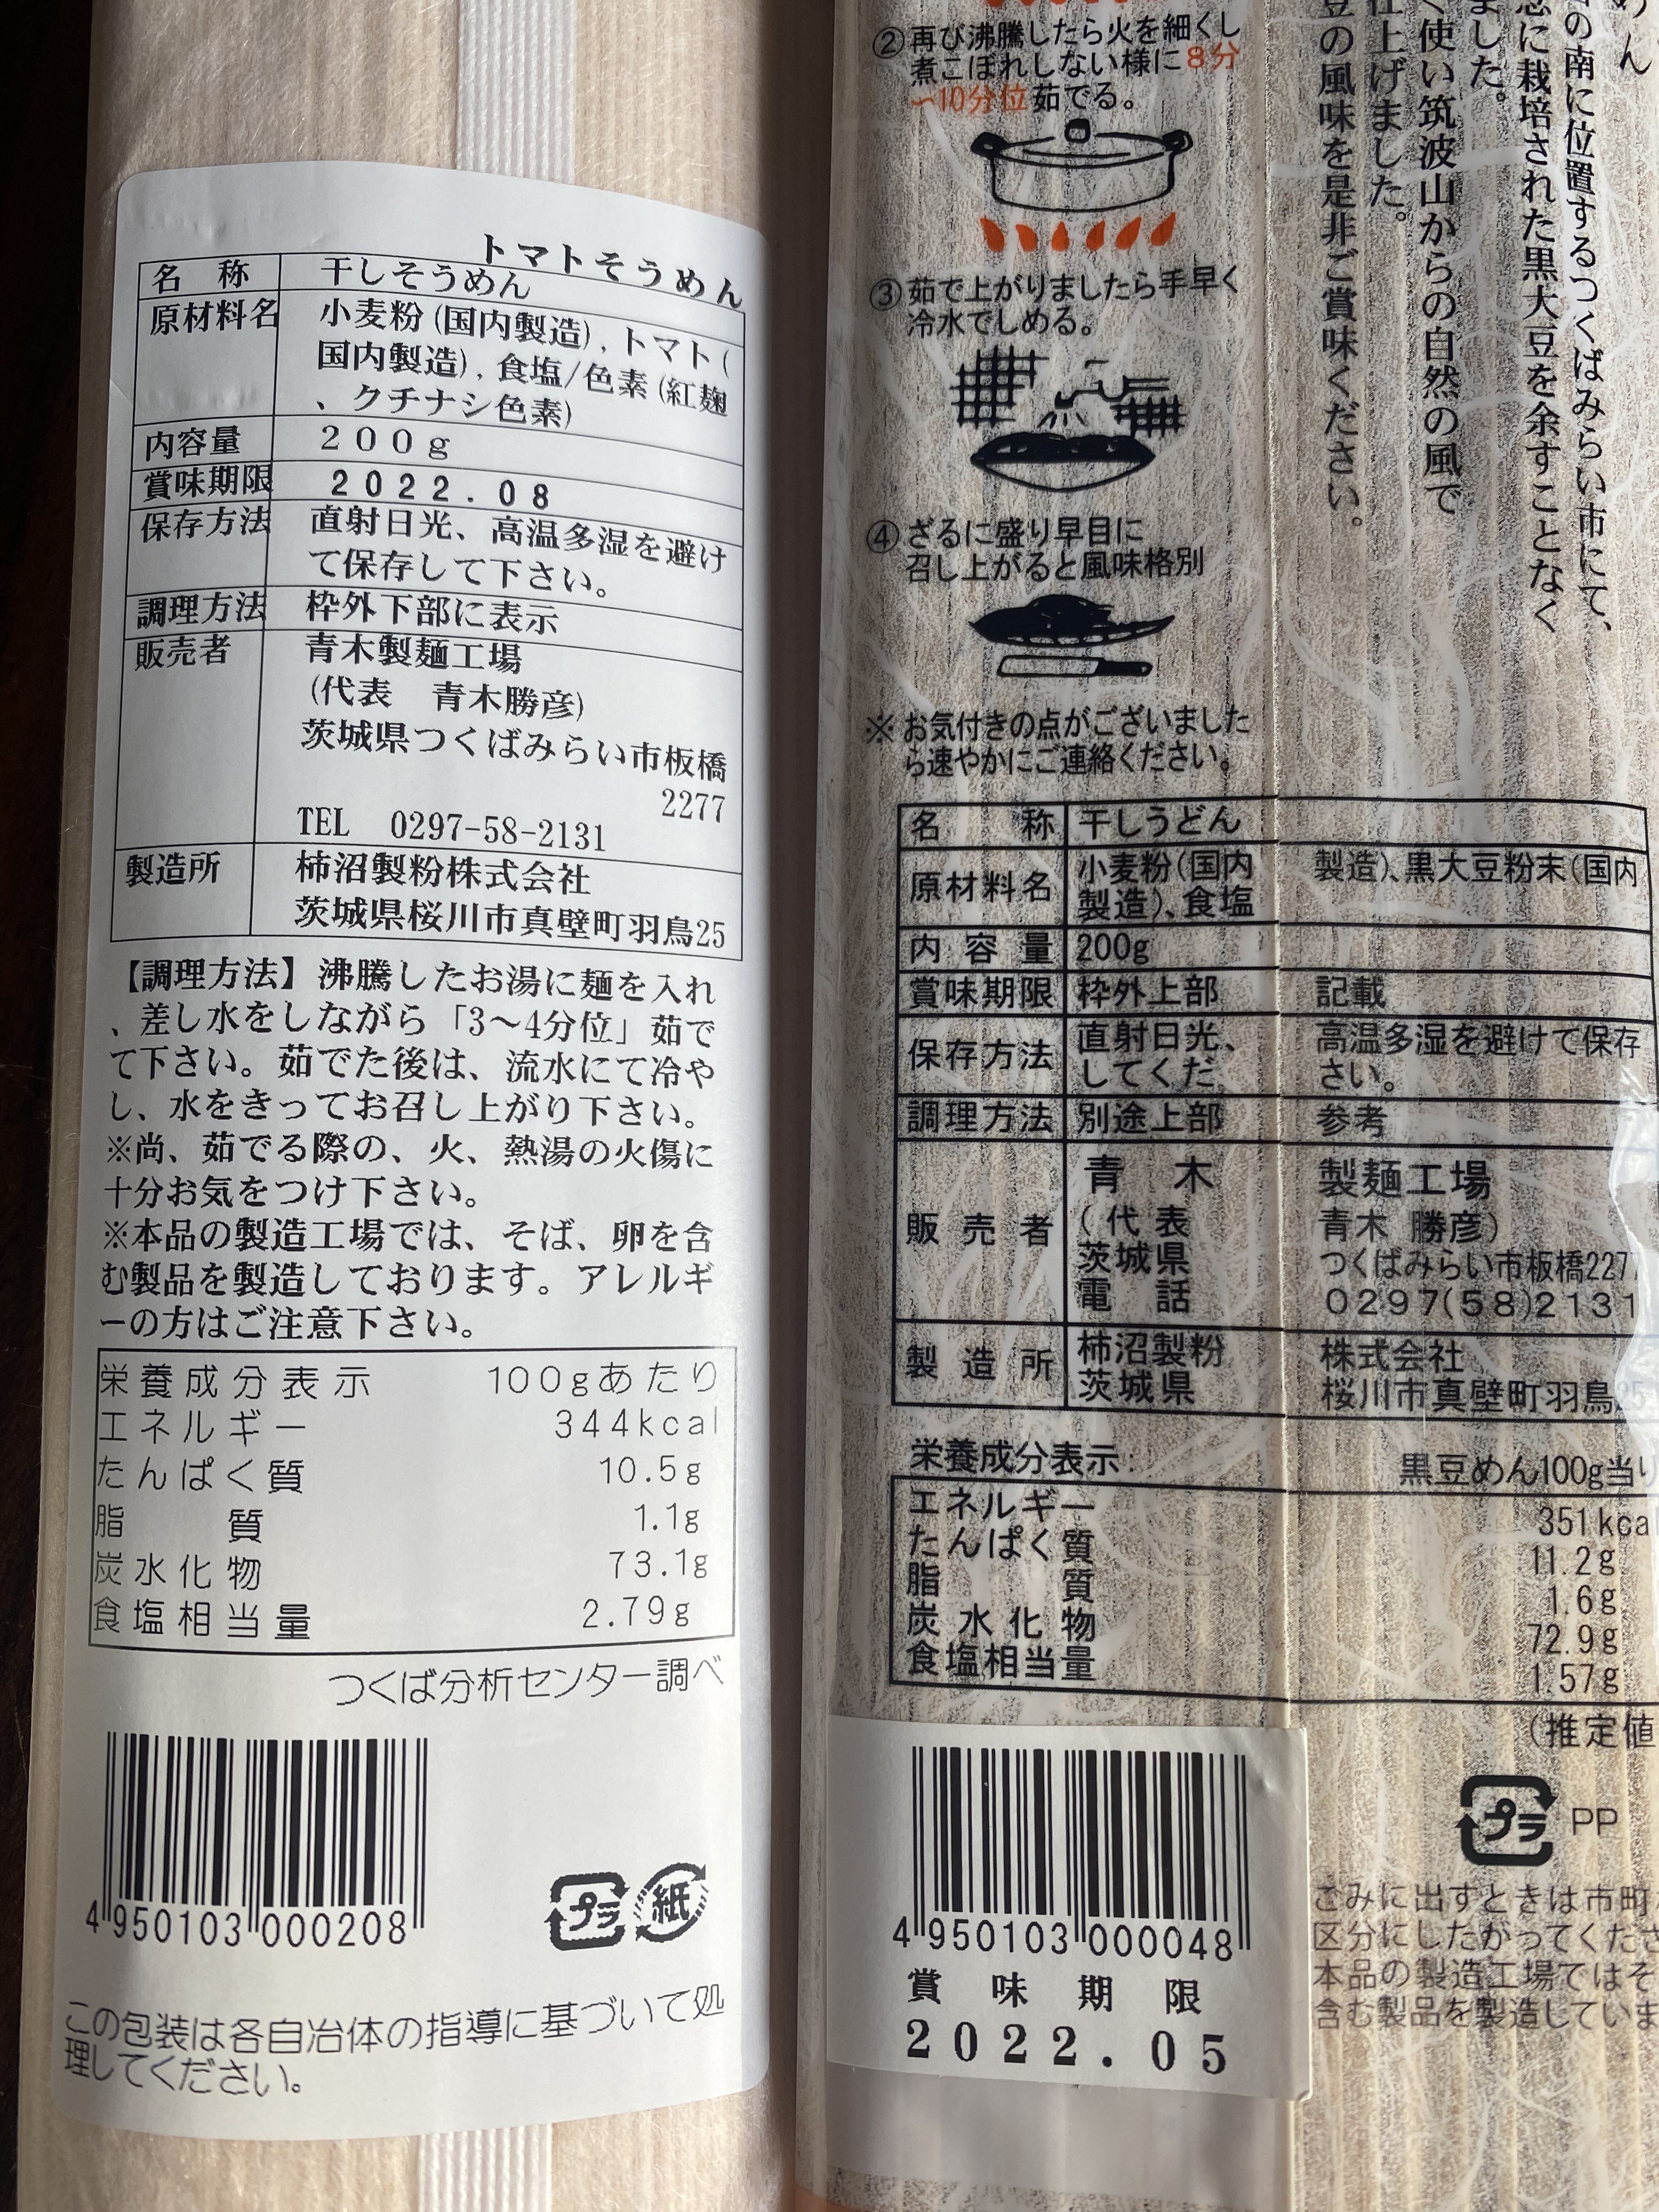 トマトそうめん
名 称 干しそうめん
原材料名 小麦粉(国内製造),トマト(
国内製造),食塩/色素(紅麹
、クチナシ色素)
内容量 200g
賞味期限 2022.08
保存方法 直射日光、高温多湿を避け
て保存して下さい。
調理方法 枠外下部に表示
販売者 青木製麺工場
(代表 青木勝彦)
茨城県つくばみらい市板橋
2277
TEL 0297-58-2131
製造所 柿沼製粉株式会社
茨城県桜川市真壁町羽鳥25
【調理方法】沸騰したお湯に麺を入れ
、差し水をしながら「3～4分位」茹で
て下さい。茹でた後は、流水にて冷や
し、水をきってお召し上がり下さい。
※尚、茹でる際の、火、熱湯の火傷に
十分お気をつけ下さい。
※本品の製造工場では、そば、卵を含
む製品を製造しております。アレルギ
ーの方はご注意下さい。
栄養成分表示 100gあたり
エネルギー 344kcal
たんぱく質 10.5g
脂 質 1.1g
炭水化物 73.1g
食塩相当量 2.79g
つくば分析センター調べ
4 950103 000208
プラ 紙
この包装は各自治体の指導に基づいて処
理してください。
めん
の南に位置するつくばみらい市にて、
念に栽培された黒大豆を余すことなく
ました。
く使い筑波山からの自然の風で
仕上げました。
豆の風味を是非ご賞味ください。
②再び沸騰したら火を細くし
煮こぼれしない様に8分
～10分位茹でる。
③茹で上がりましたら手早く
冷水でしめる。
④ざるに盛り早目に
召し上がると風味格別
※お気付きの点がございました
ら速やかにご連絡ください。
名 称 干しうどん
原材料名 小麦粉(国内製造)、黒大豆粉末(国内
製造)、食塩
内容量 200g
賞味期限 枠外上部記載
保存方法 直射日光、高温多湿を避けて保存
してください。
調理方法 別途上部参考
販売者 青木製麺工場
(代表 青木 勝彦)
茨城県つくばみらい市板橋2277
電 話 0297(58)2131
製造所 柿沼製粉株式会社
茨城県桜川市真壁町羽鳥25
栄養成分表示: 黒豆めん100g当り
エネルギー 351kcal
たんぱく質 11.2g
脂 質 1.6g
炭水化物 72.9g
食塩相当量 1.57g
(推定値
プラ PP
4 950103 000048
賞味期限
2022.05
ごみに出すときは市町
区分にしたがってくださ
本品の製造工場ではそ
含む製品を製造していま